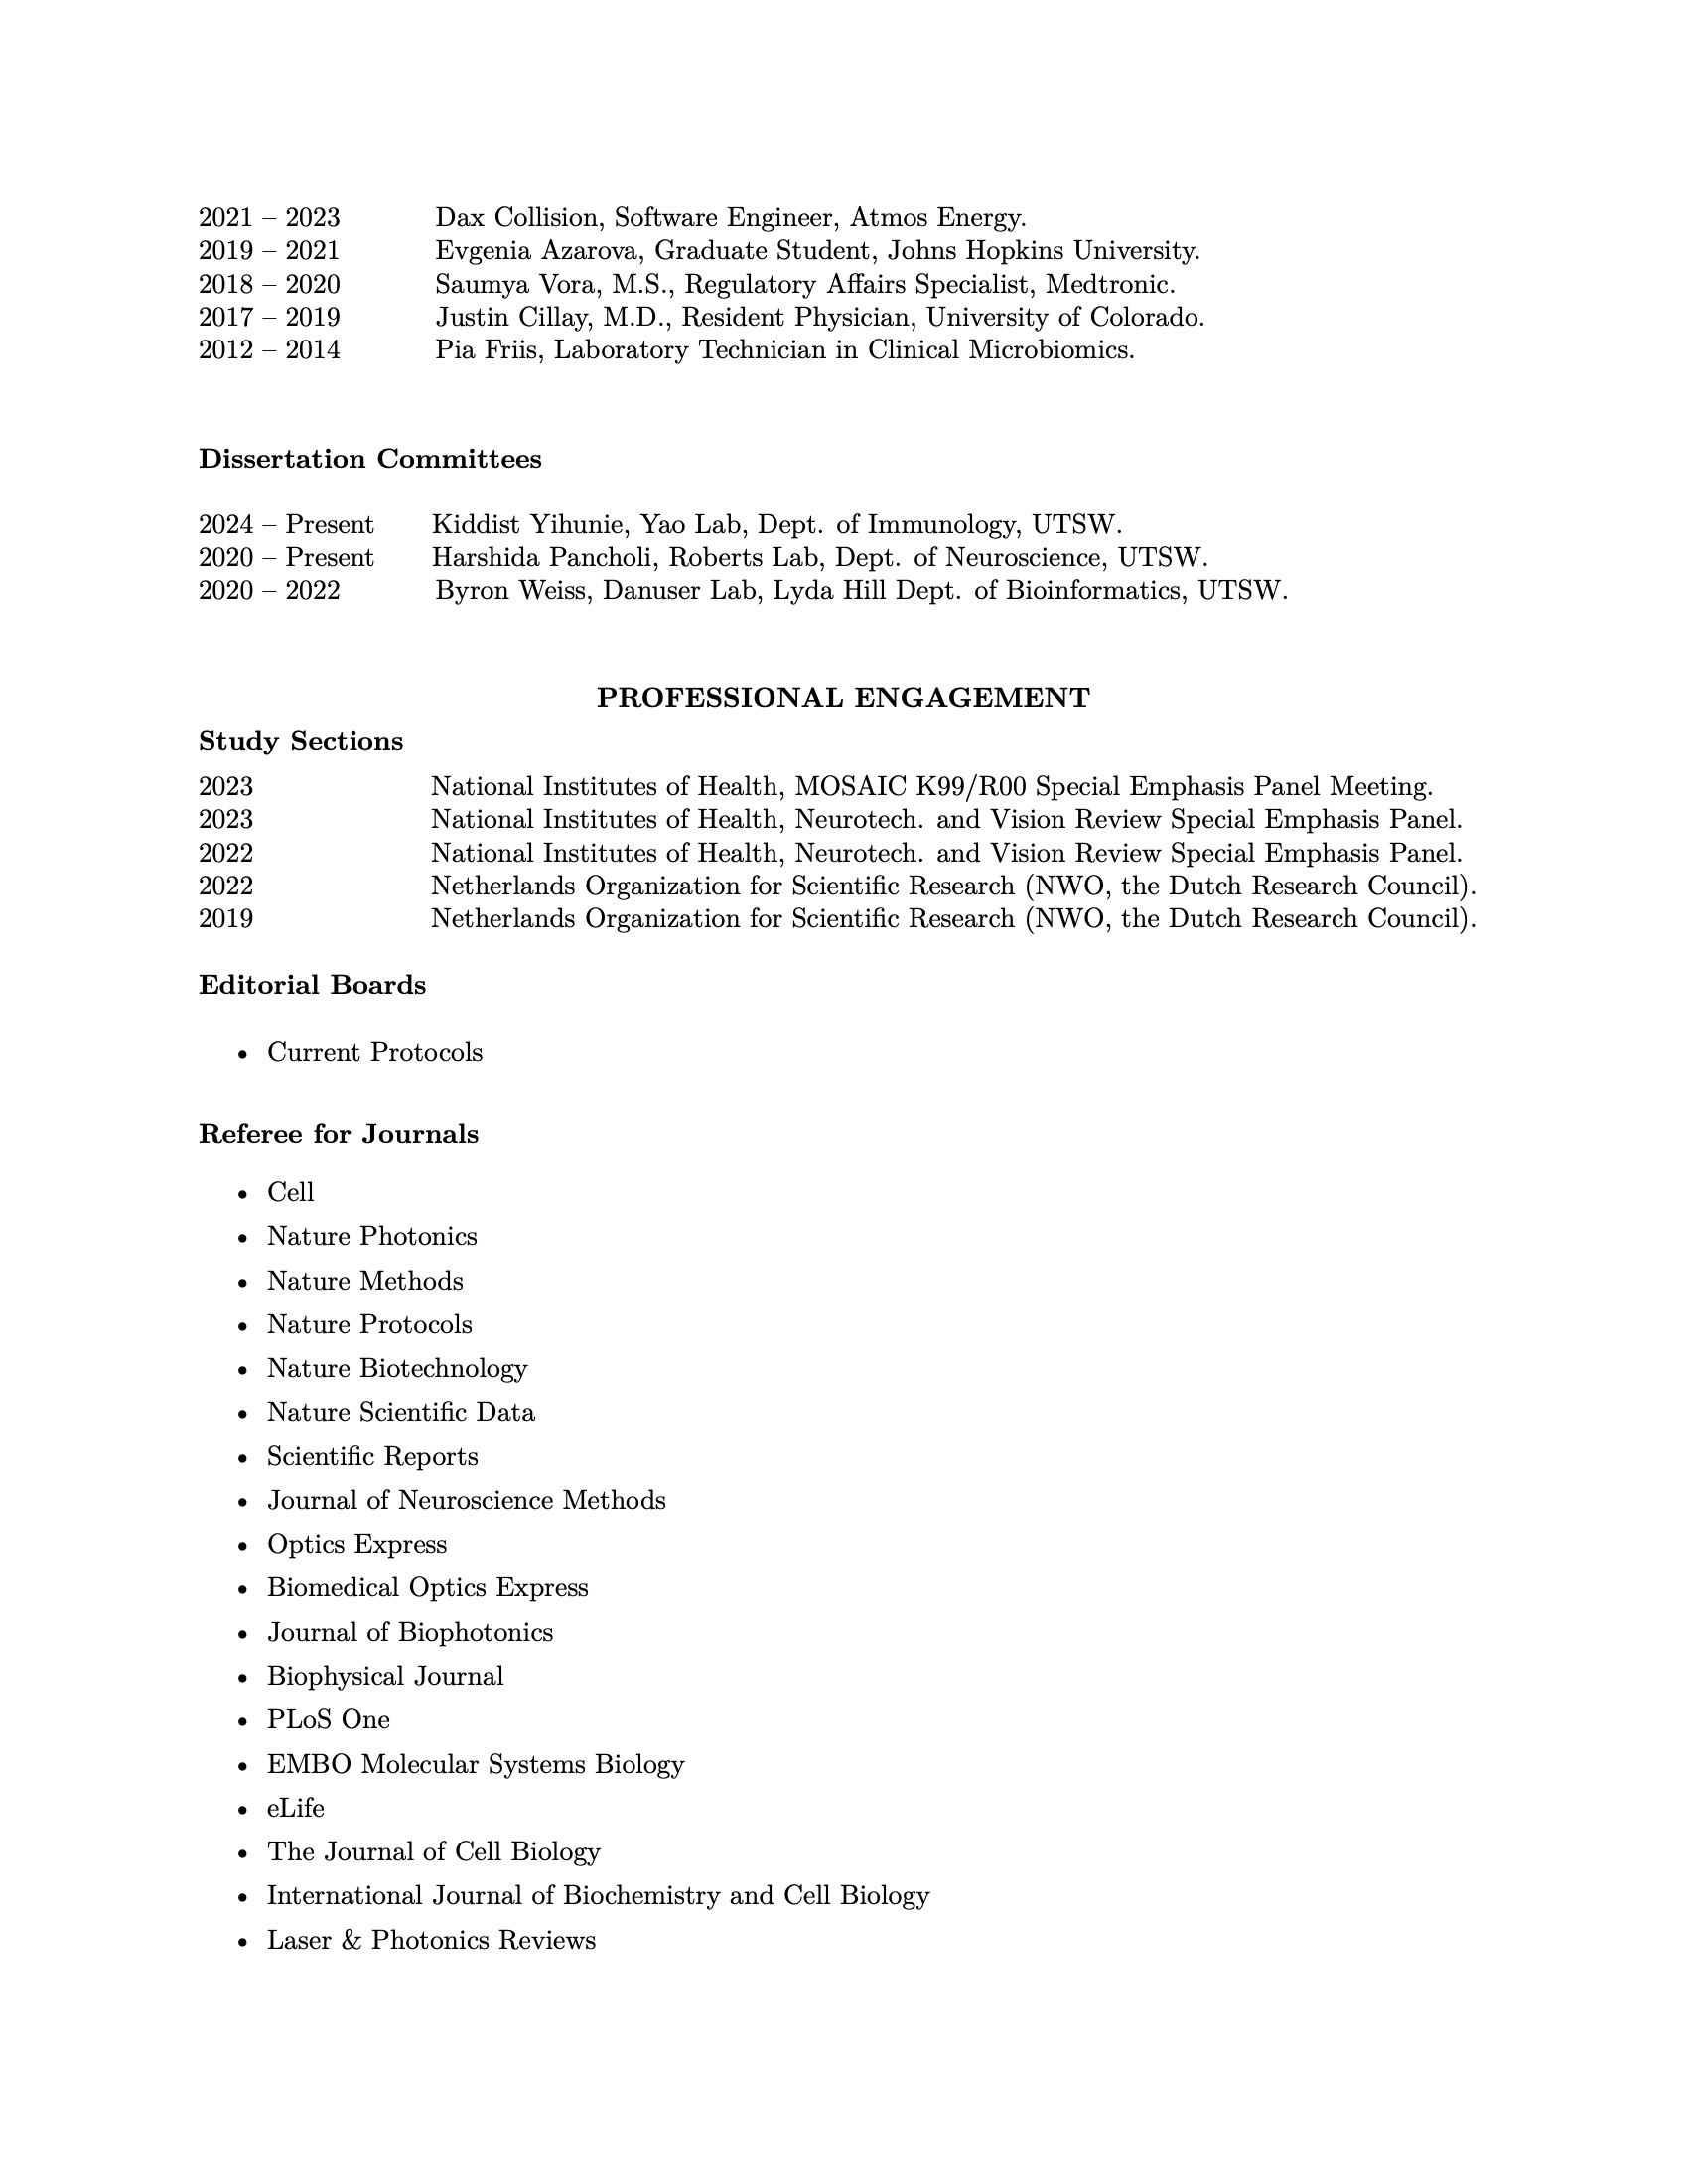 2021 – 2023 Dax Collision, Software Engineer, Atmos Energy.
2019 – 2021 Evgenia Azarova, Graduate Student, Johns Hopkins University.
2018 – 2020 Saumya Vora, M.S., Regulatory Affairs Specialist, Medtronic.
2017 – 2019 Justin Cillay, M.D., Resident Physician, University of Colorado.
2012 – 2014 Pia Friis, Laboratory Technician in Clinical Microbiomics.
Dissertation Committees
2024 – Present Kiddist Yihunie, Yao Lab, Dept. of Immunology, UTSW.
2020 – Present Harshida Pancholi, Roberts Lab, Dept. of Neuroscience, UTSW.
2020 – 2022 Byron Weiss, Danuser Lab, Lyda Hill Dept. of Bioinformatics, UTSW.
PROFESSIONAL ENGAGEMENT
Study Sections
2023 National Institutes of Health, MOSAIC K99/R00 Special Emphasis Panel Meeting.
2023 National Institutes of Health, Neurotech. and Vision Review Special Emphasis Panel.
2022 National Institutes of Health, Neurotech. and Vision Review Special Emphasis Panel.
2022 Netherlands Organization for Scientific Research (NWO, the Dutch Research Council).
2019 Netherlands Organization for Scientific Research (NWO, the Dutch Research Council).
Editorial Boards
• Current Protocols
Referee for Journals
• Cell
• Nature Photonics
• Nature Methods
• Nature Protocols
• Nature Biotechnology
• Nature Scientific Data
• Scientific Reports
• Journal of Neuroscience Methods
• Optics Express
• Biomedical Optics Express
• Journal of Biophotonics
• Biophysical Journal
• PLoS One
• EMBO Molecular Systems Biology
• eLife
• The Journal of Cell Biology
• International Journal of Biochemistry and Cell Biology
• Laser & Photonics Reviews